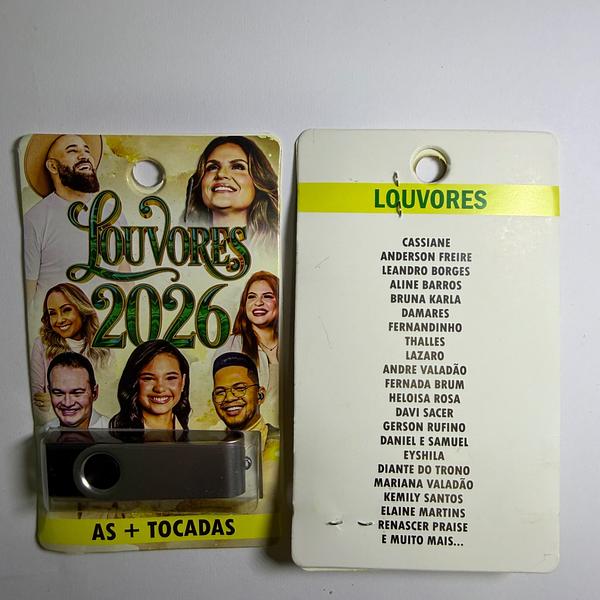 LOUVORES
2026
AS + TOCADAS
LOUVORES
CASSIANE
ANDERSON FREIRE
LEANDRO BORGES
ALINE BARROS
BRUNA KARLA
DAMARES
FERNANDINHO
THALLES
LAZARO
ANDRE VALADÃO
FERNADA BRUM
HELOISA ROSA
DAVI SACER
GERSON RUFINO
DANIEL E SAMUEL
EYSHILA
DIANTE DO TRONO
MARIANA VALADÃO
KEMILY SANTOS
ELAINE MARTINS
RENASCER PRAISE
E MUITO MAIS...